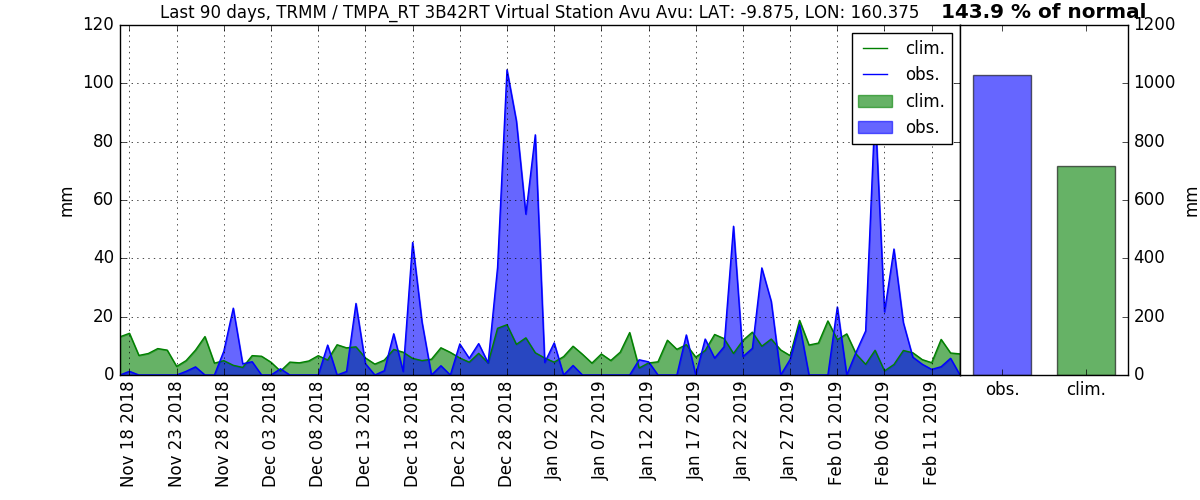 Last 90 days, TRMM / TMPA_RT 3B42RT Virtual Station Avu Avu: LAT: -9.875, LON: 160.375
143.9 % of normal
120
100
80
60
40
20
0
mm
clim.
obs.
clim.
obs.
1200
1000
800
600
400
200
0
mm
Nov 18 2018
Nov 23 2018
Nov 28 2018
Dec 03 2018
Dec 08 2018
Dec 13 2018
Dec 18 2018
Dec 23 2018
Dec 28 2018
Jan 02 2019
Jan 07 2019
Jan 12 2019
Jan 17 2019
Jan 22 2019
Jan 27 2019
Feb 01 2019
Feb 06 2019
Feb 11 2019
obs.
clim.